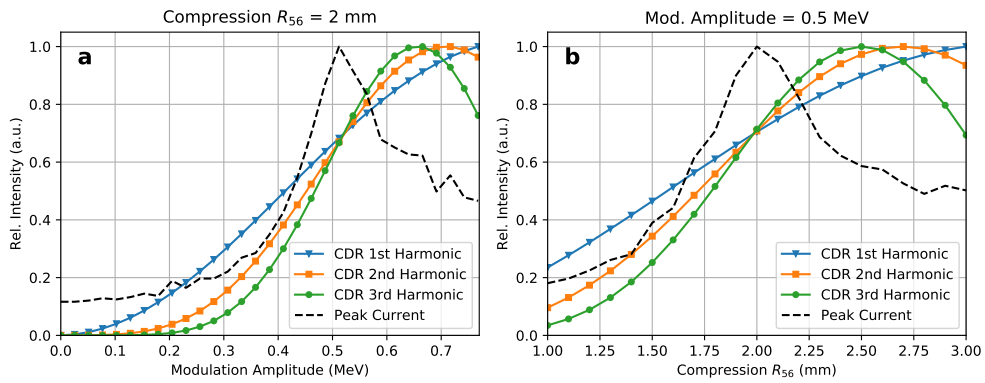 Compression R₅₆ = 2 mm
a
Rel. Intensity (a.u.)
1.0
0.8
0.6
0.4
0.2
0.0
CDR 1st Harmonic
CDR 2nd Harmonic
CDR 3rd Harmonic
Peak Current
0.0 0.1 0.2 0.3 0.4 0.5 0.6 0.7
Modulation Amplitude (MeV)
Mod. Amplitude = 0.5 MeV
b
Rel. Intensity (a.u.)
1.0
0.8
0.6
0.4
0.2
0.0
CDR 1st Harmonic
CDR 2nd Harmonic
CDR 3rd Harmonic
Peak Current
1.00 1.25 1.50 1.75 2.00 2.25 2.50 2.75 3.00
Compression R₅₆ (mm)